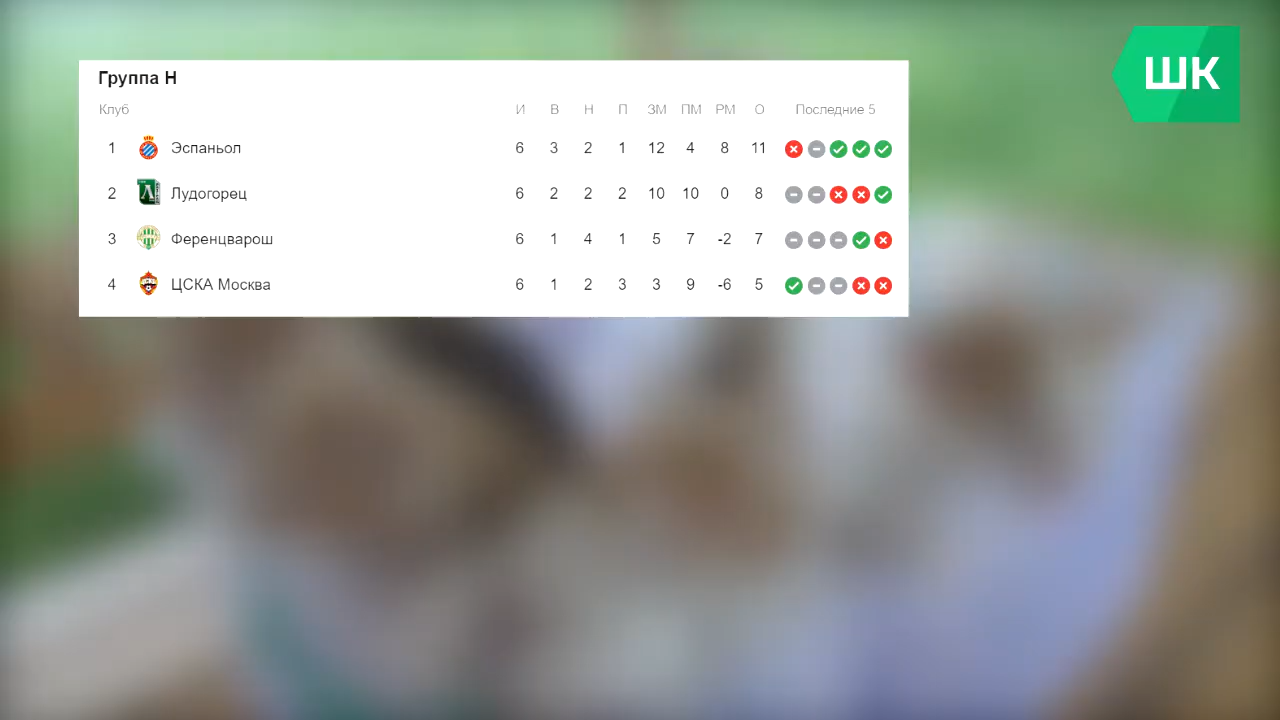 ШК
Группа H
Клуб И В Н П ЗМ ПМ РМ О Последние 5
1 Эспаньол 6 3 2 1 12 4 8 11
2 Лудогорец 6 2 2 2 10 10 0 8
3 Ференцварош 6 1 4 1 5 7 -2 7
4 ЦСКА Москва 6 1 2 3 3 9 -6 5